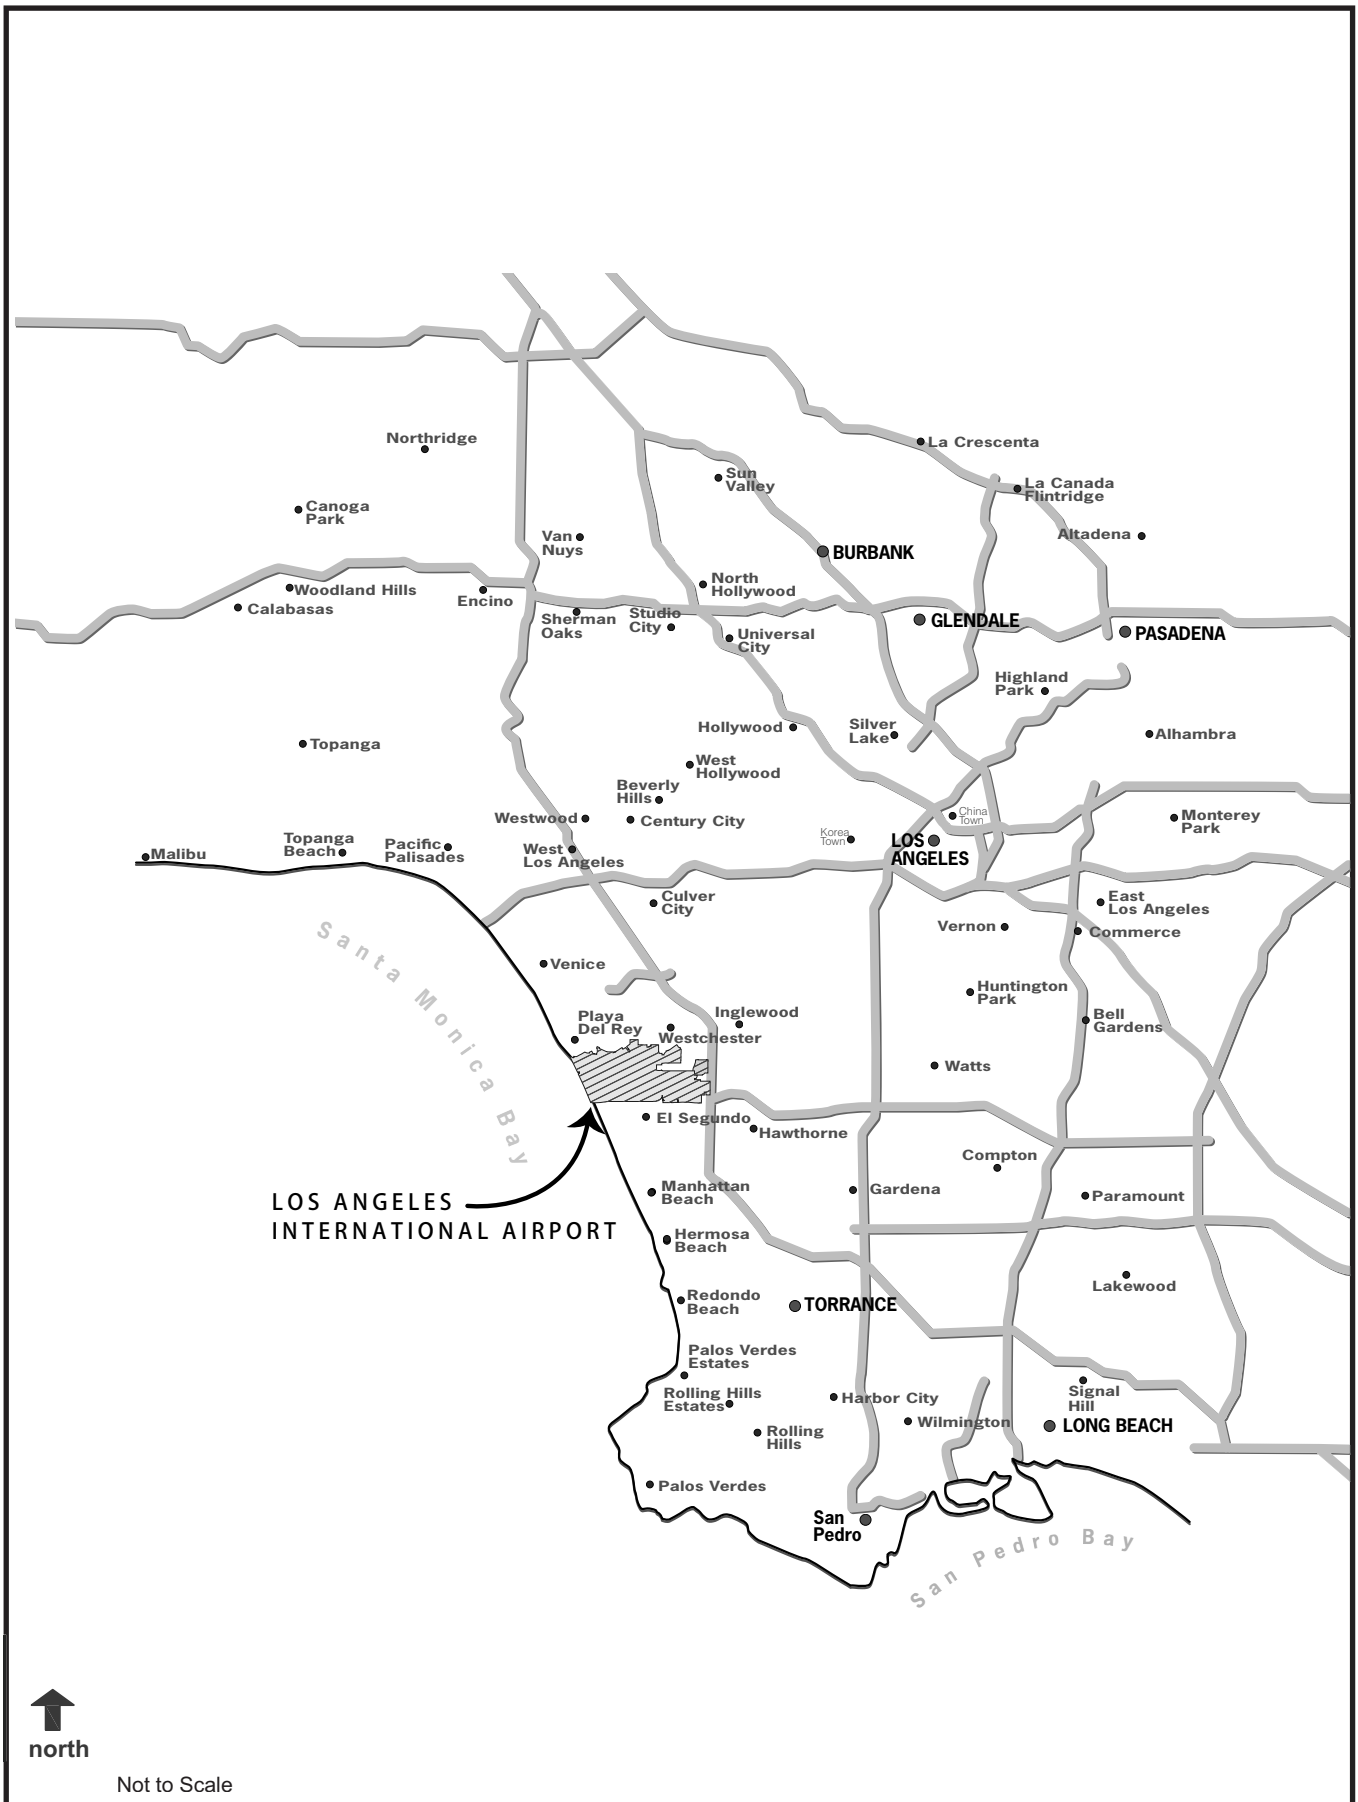 Northridge
La Crescenta
Sun
Valley
La Canada
Flintridge
Canoga
Park
Van
Nuys
Altadena
BURBANK
North
Hollywood
Woodland Hills
Encino
Calabasas
Sherman
Oaks
Studio
City
Universal
City
GLENDALE
PASADENA
Highland
Park
Hollywood
Silver
Lake
Alhambra
Topanga
West
Hollywood
Beverly
Hills
Westwood
Century City
China
Town
Korea
Town
LOS
ANGELES
Monterey
Park
Malibu
Topanga
Beach
Pacific
Palisades
West
Los Angeles
Culver
City
East
Los Angeles
Vernon
Commerce
Santa Monica Bay
Venice
Huntington
Park
Playa
Del Rey
Inglewood
Westchester
Bell
Gardens
Watts
El Segundo
Hawthorne
Compton
Manhattan
Beach
Gardena
Paramount
LOS ANGELES
INTERNATIONAL AIRPORT
Hermosa
Beach
Lakewood
Redondo
Beach
TORRANCE
Palos Verdes
Estates
Rolling Hills
Estates
Harbor City
Signal
Hill
Wilmington
LONG BEACH
Rolling
Hills
Palos Verdes
San
Pedro
San Pedro Bay
north
Not to Scale